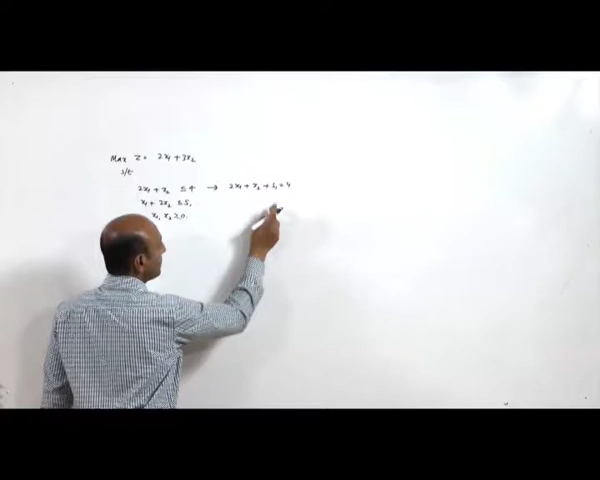 Max Z = 2x₁ + 3x₂
s/t
2x₁ + x₂ ≤ 4 → 2x₁ + x₂ + s₁ = 4
x₁ + 2x₂ ≤ 5,
x₁, x₂ ≥ 0.